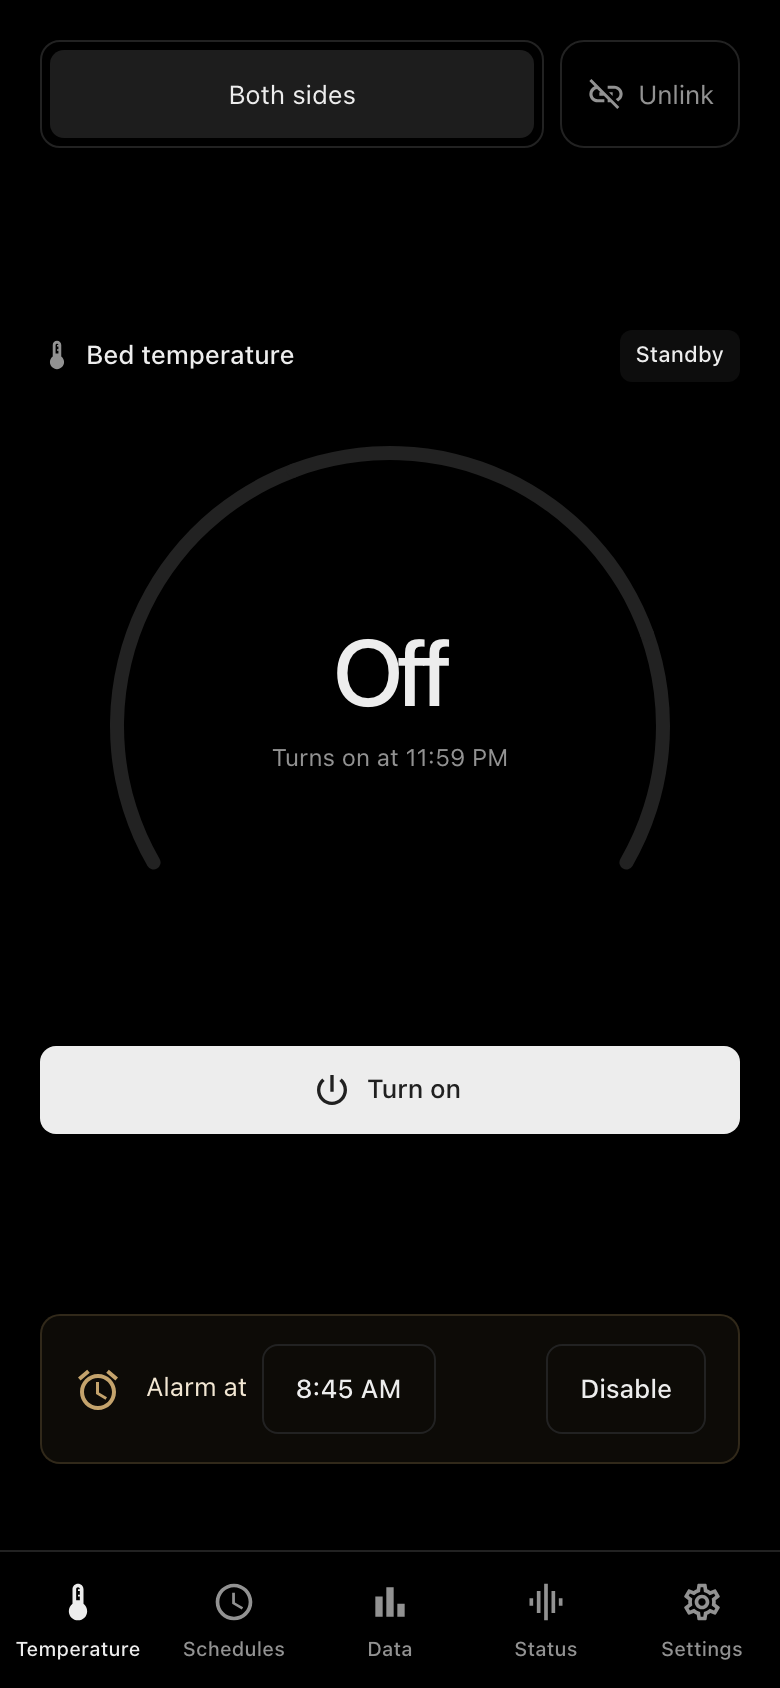 Both sides
Unlink
Bed temperature
Standby
Off
Turns on at 11:59 PM
Turn on
Alarm at
8:45 AM
Disable
Temperature
Schedules
Data
Status
Settings